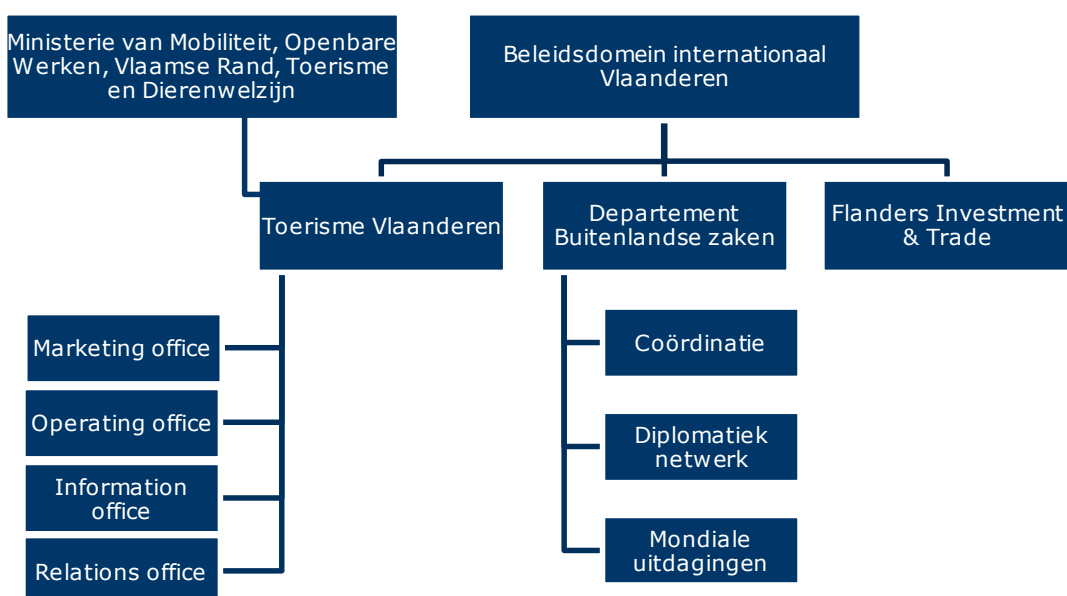 Ministerie van Mobiliteit, Openbare
Werken, Vlaamse Rand, Toerisme
en Dierenwelzijn
Beleidsdomein internationaal
Vlaanderen
Toerisme Vlaanderen
Departement
Buitenlandse zaken
Flanders Investment
& Trade
Marketing office
Operating office
Information
office
Relations office
Coördinatie
Diplomatiek
netwerk
Mondiale
uitdagingen